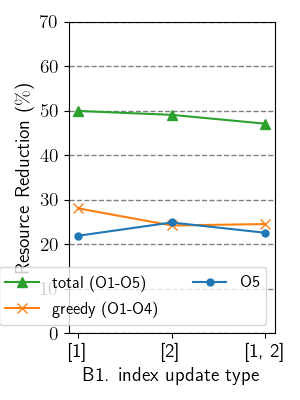 Resource Reduction (%)
70
60
50
40
30
20
10
0
total (O1-O5)
greedy (O1-O4)
O5
[1]
[2]
[1, 2]
B1. index update type